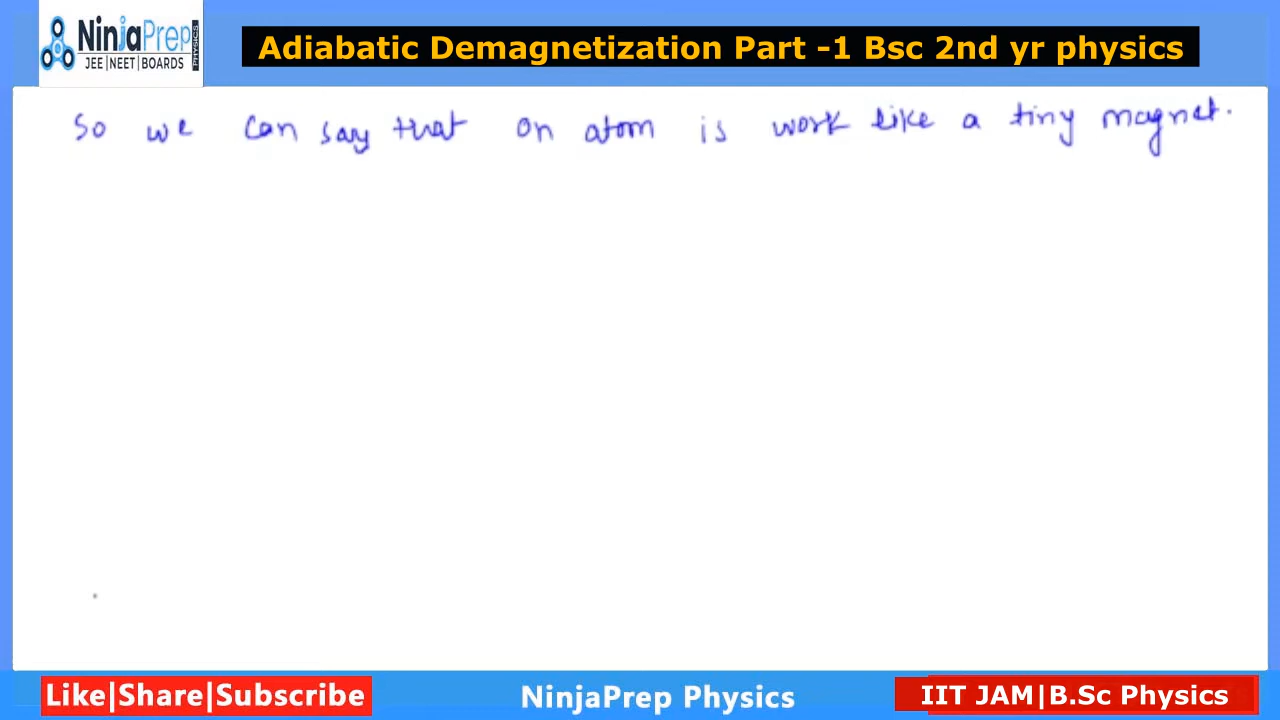 NinjaPrep
JEE|NEET|BOARDS
PHYSICS
Adiabatic Demagnetization Part -1 Bsc 2nd yr physics
So we can say that an atom is work like a tiny magnet.
Like|Share|Subscribe
NinjaPrep Physics
IIT JAM|B.Sc Physics